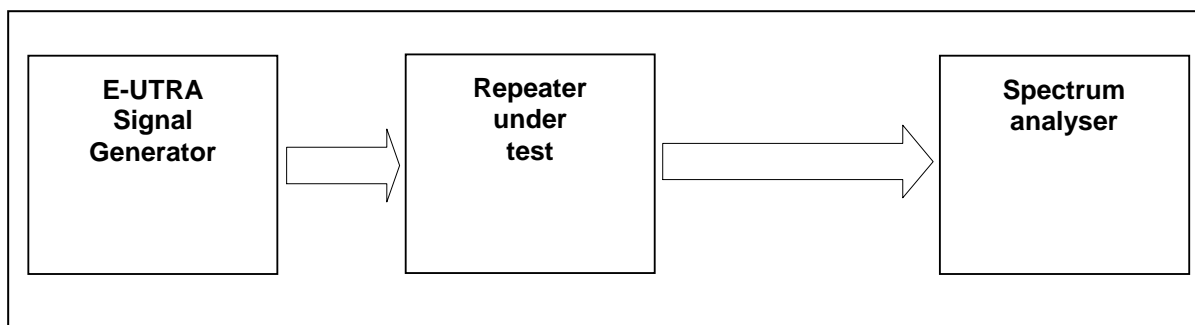 E-UTRA
Signal
Generator
Repeater
under
test
Spectrum
analyser